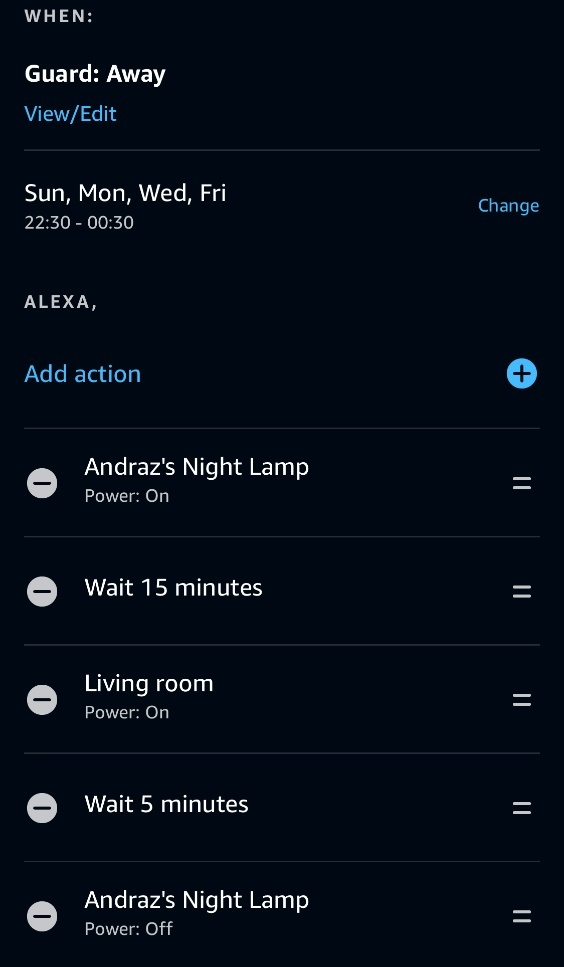 WHEN:
Guard: Away
View/Edit
Sun, Mon, Wed, Fri
22:30 - 00:30
Change
ALEXA,
Add action
Andraz's Night Lamp
Power: On
Wait 15 minutes
Living room
Power: On
Wait 5 minutes
Andraz's Night Lamp
Power: Off